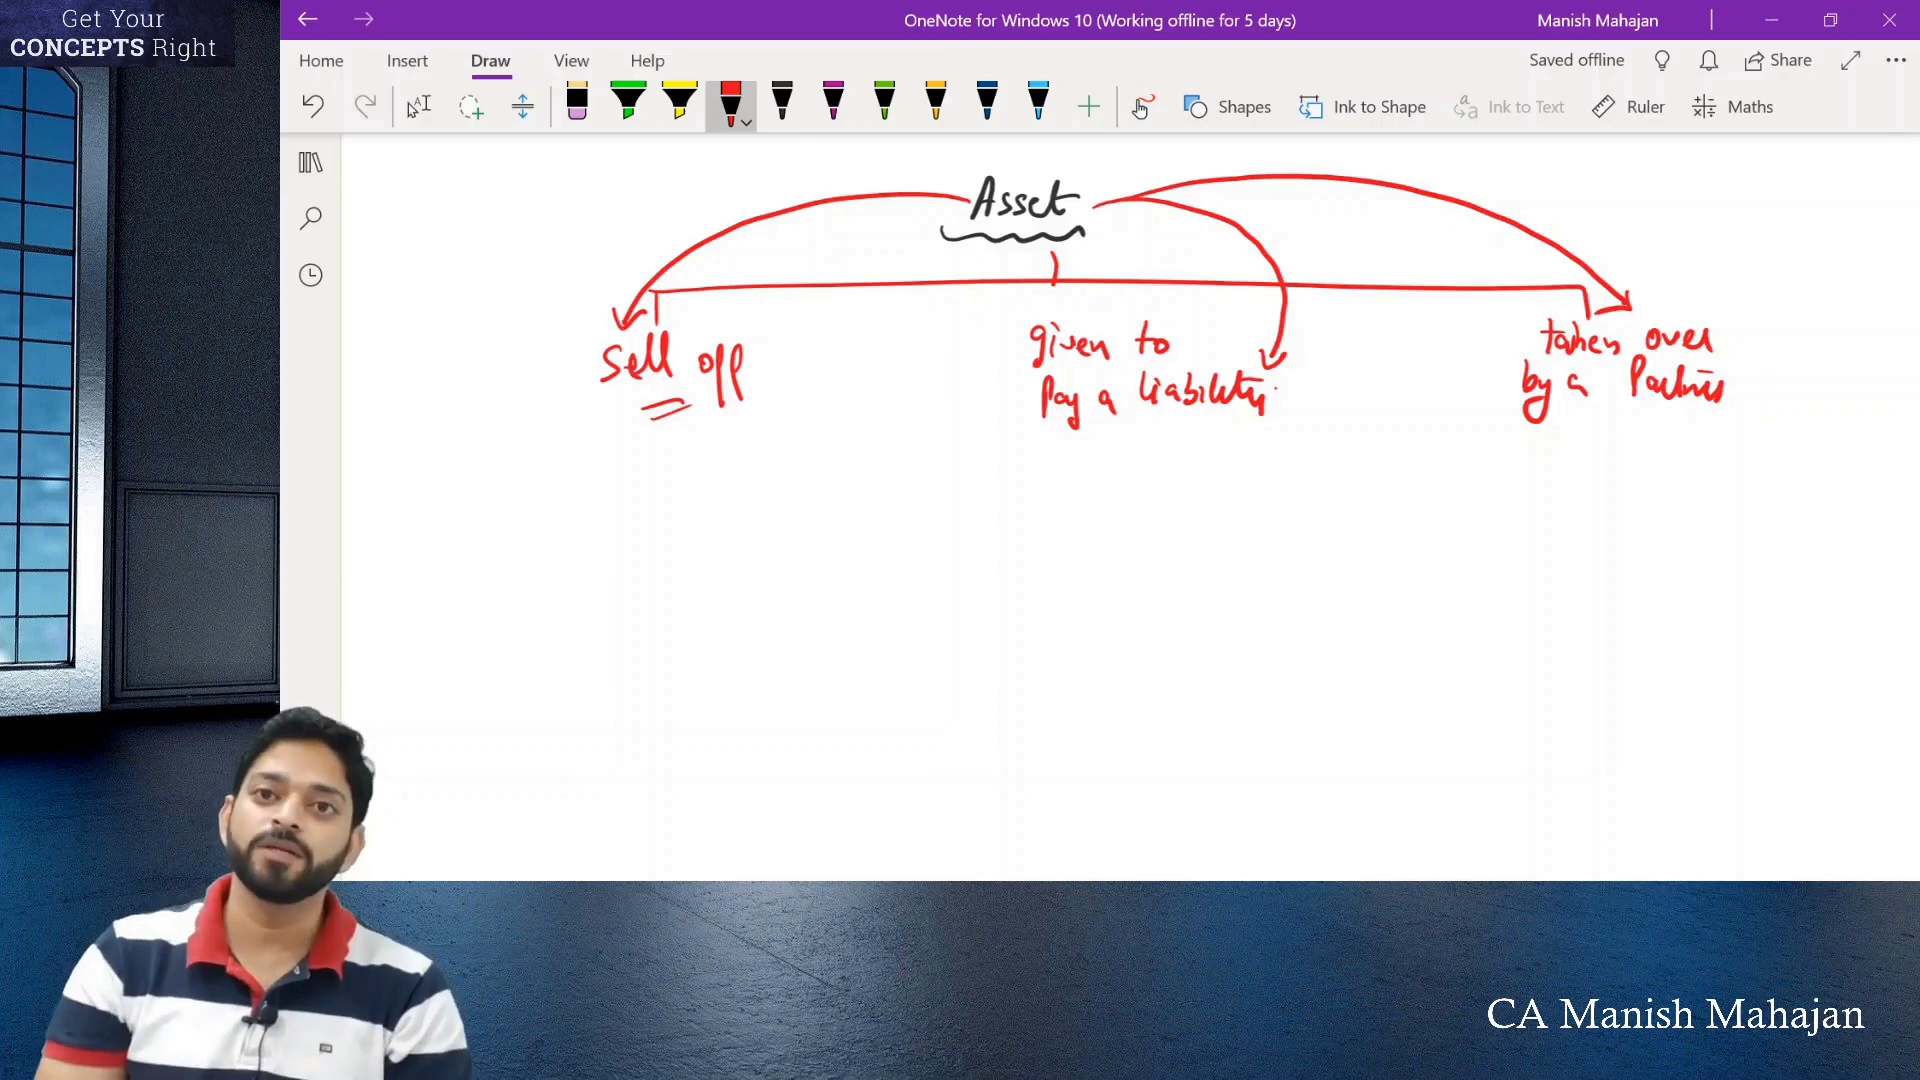 Get Your
CONCEPTS Right
OneNote for Windows 10 (Working offline for 5 days)
Manish Mahajan
Home
Insert
Draw
View
Help
Saved offline
Share
Shapes
Ink to Shape
Ink to Text
Ruler
Maths
Asset
Sell off
given to
Pay a liability
taken over
by a Partner
CA Manish Mahajan